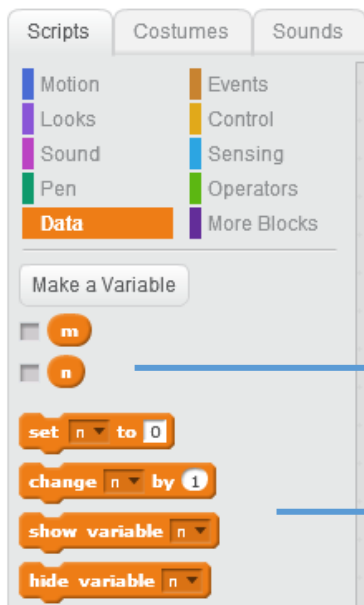 Scripts Costumes Sounds
Motion Events
Looks Control
Sound Sensing
Pen Operators
Data More Blocks
Make a Variable
m
n
set n to 0
change n by 1
show variable n
hide variable n